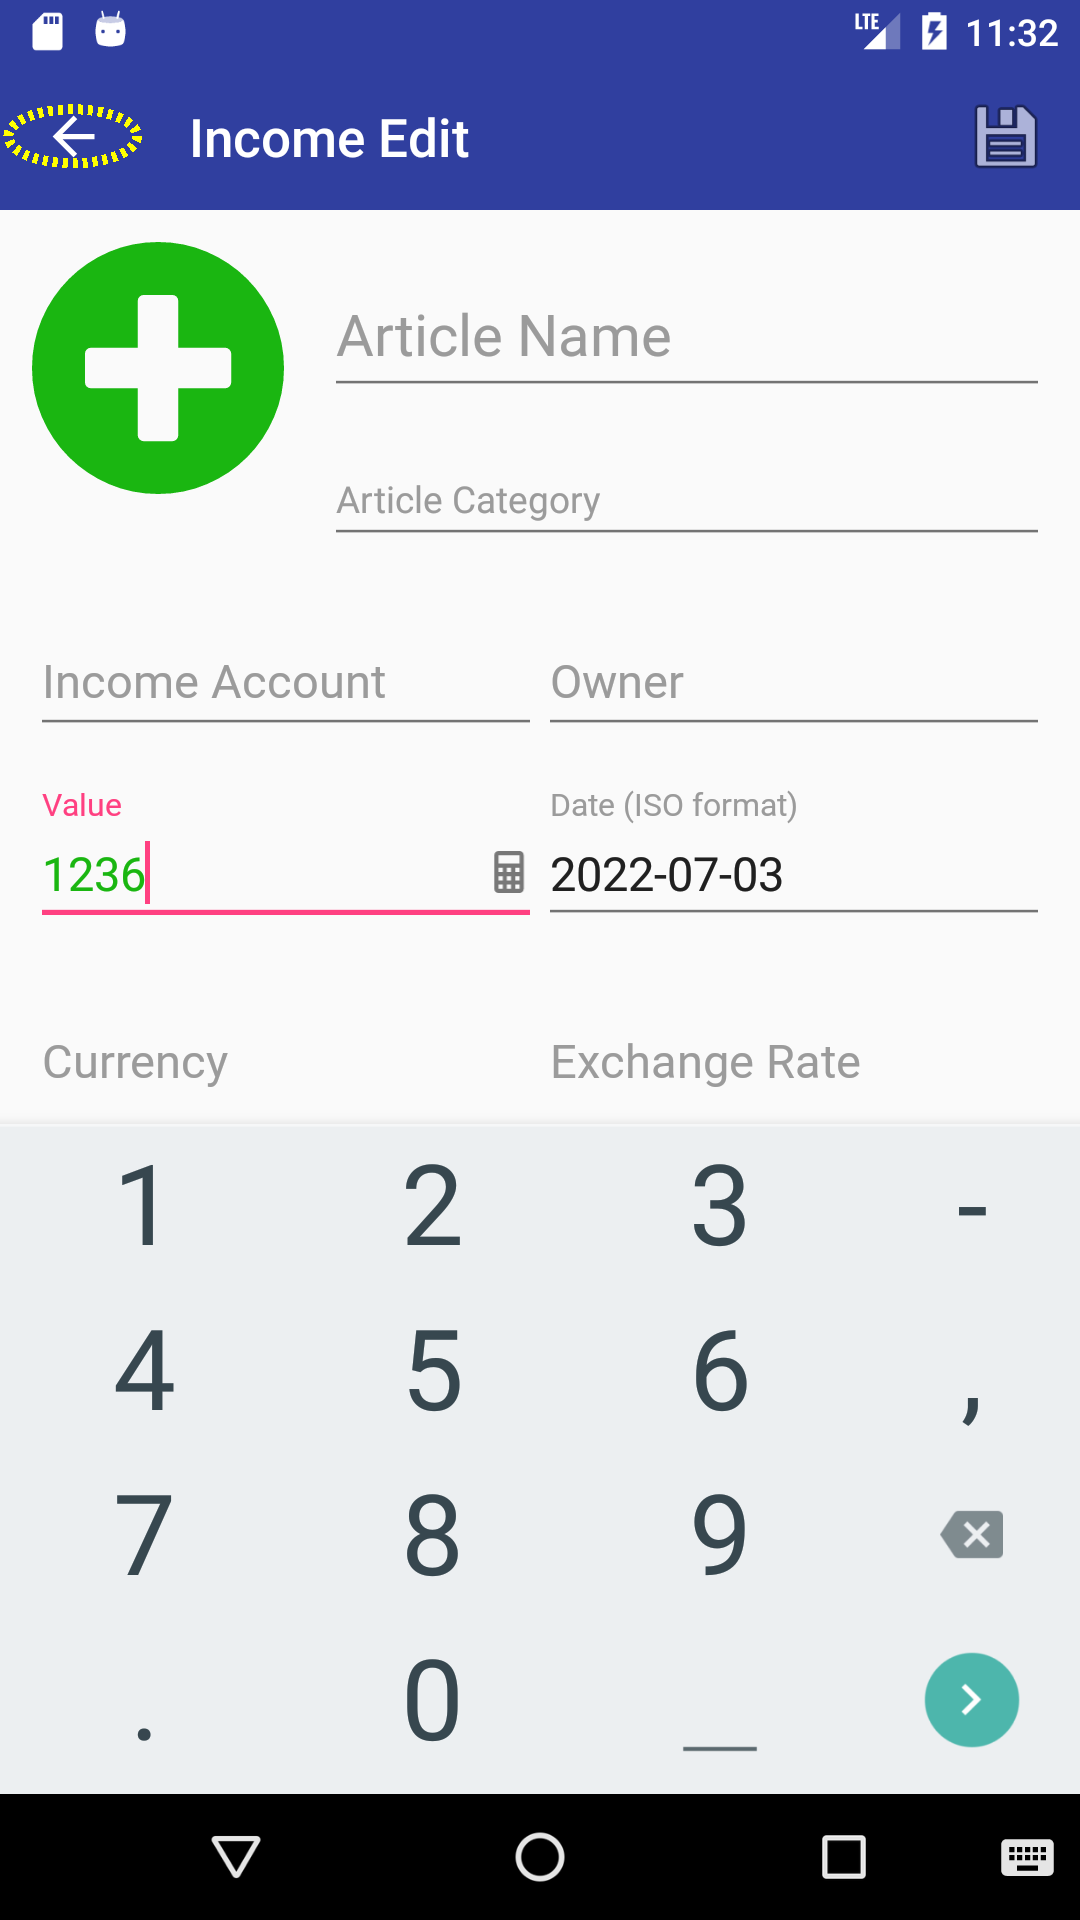 LTE 11:32
Income Edit
Article Name
Article Category
Income Account Owner
Value Date (ISO format)
1236 2022-07-03
Currency Exchange Rate
1 2 3 -
4 5 6 ,
7 8 9
. 0 _